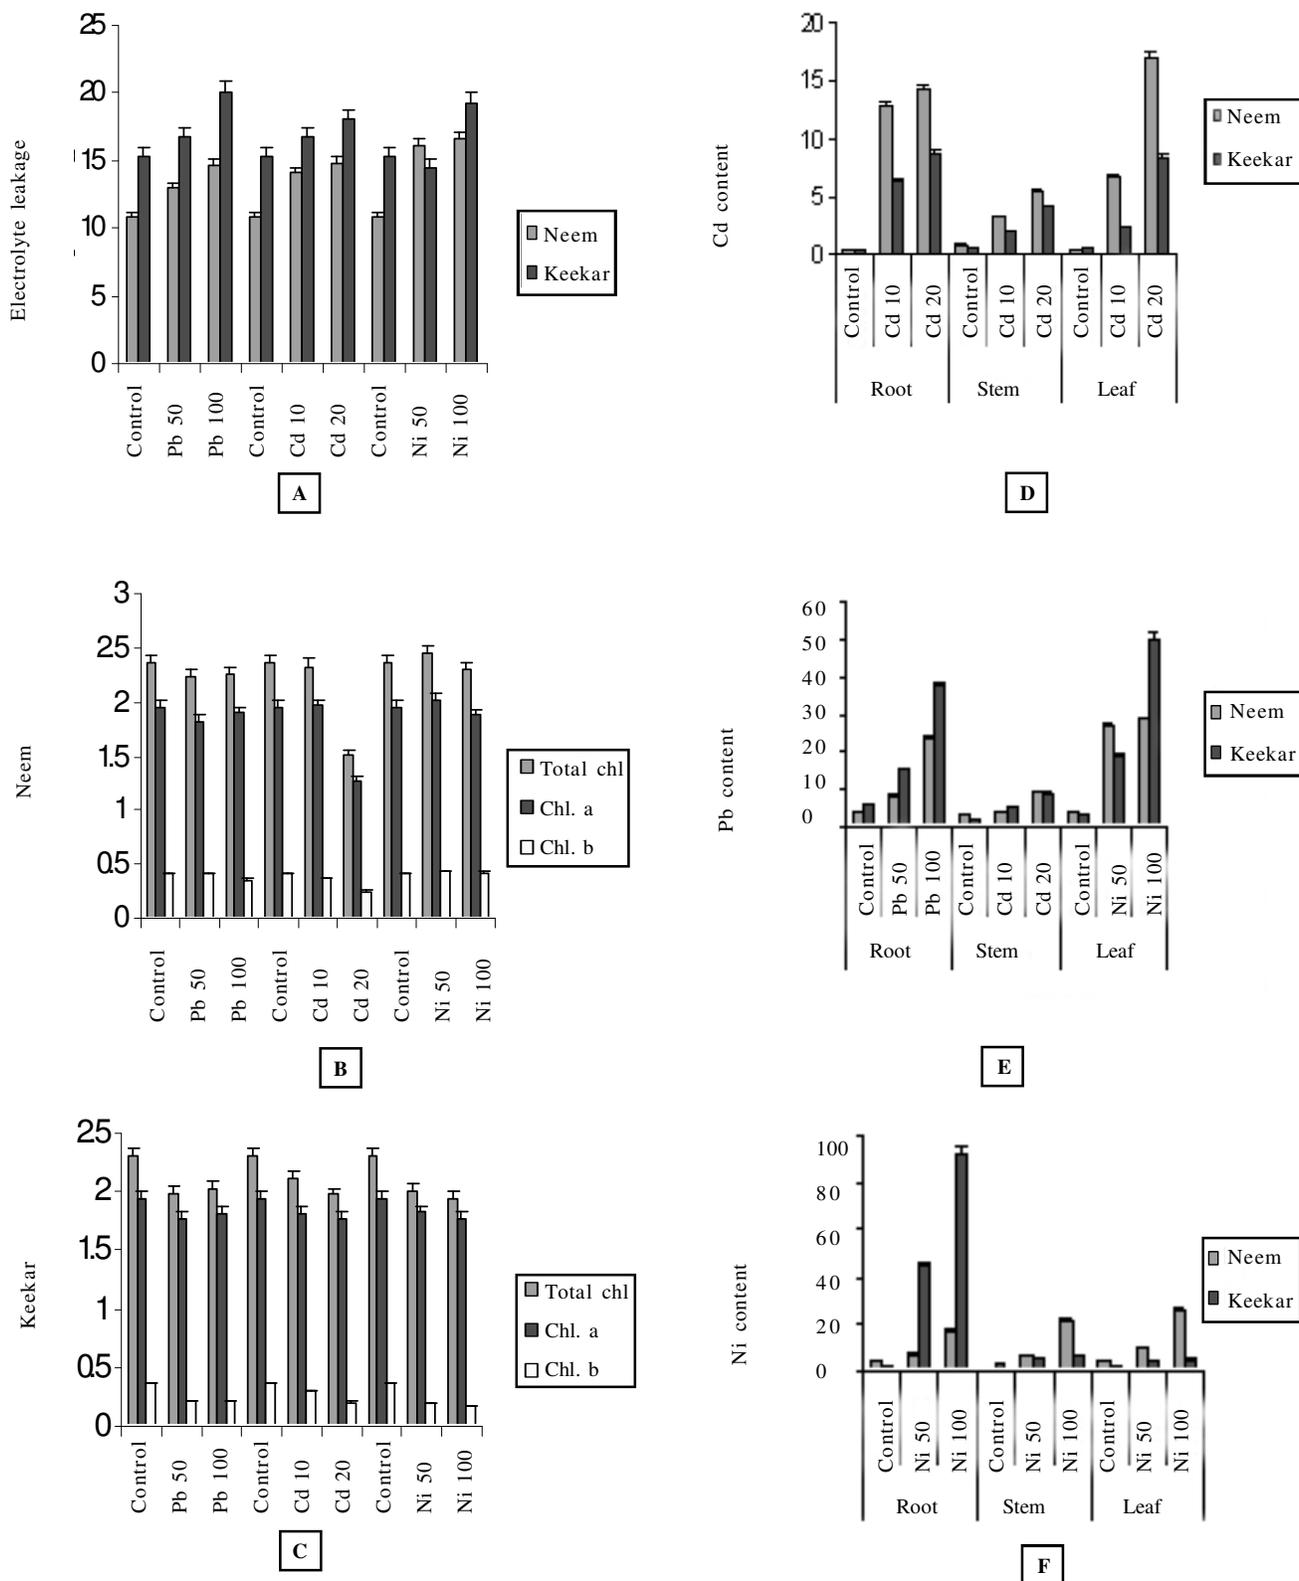 25
20
15
10
5
0
Electrolyte leakage
Control
Pb 50
Pb 100
Control
Cd 10
Cd 20
Control
Ni 50
Ni 100
Neem
Keekar
A
20
15
10
5
0
Cd content
Control
Cd 10
Cd 20
Control
Cd 10
Cd 20
Control
Cd 10
Cd 20
Root
Stem
Leaf
Neem
Keekar
D
3
25
2
1.5
1
0.5
0
Neem
Control
Pb 50
Pb 100
Control
Cd 10
Cd 20
Control
Ni 50
Ni 100
Total chl
Chl. a
Chl. b
B
60
50
40
30
20
10
0
Pb content
Control
Pb 50
Pb 100
Control
Cd 10
Cd 20
Control
Ni 50
Ni 100
Root
Stem
Leaf
Neem
Keekar
E
25
2
1.5
1
0.5
0
Keekar
Control
Pb 50
Pb 100
Control
Cd 10
Cd 20
Control
Ni 50
Ni 100
Total chl
Chl. a
Chl. b
C
100
80
60
40
20
0
Ni content
Control
Ni 50
Ni 100
Control
Ni 50
Ni 100
Control
Ni 50
Ni 100
Root
Stem
Leaf
Neem
Keekar
F